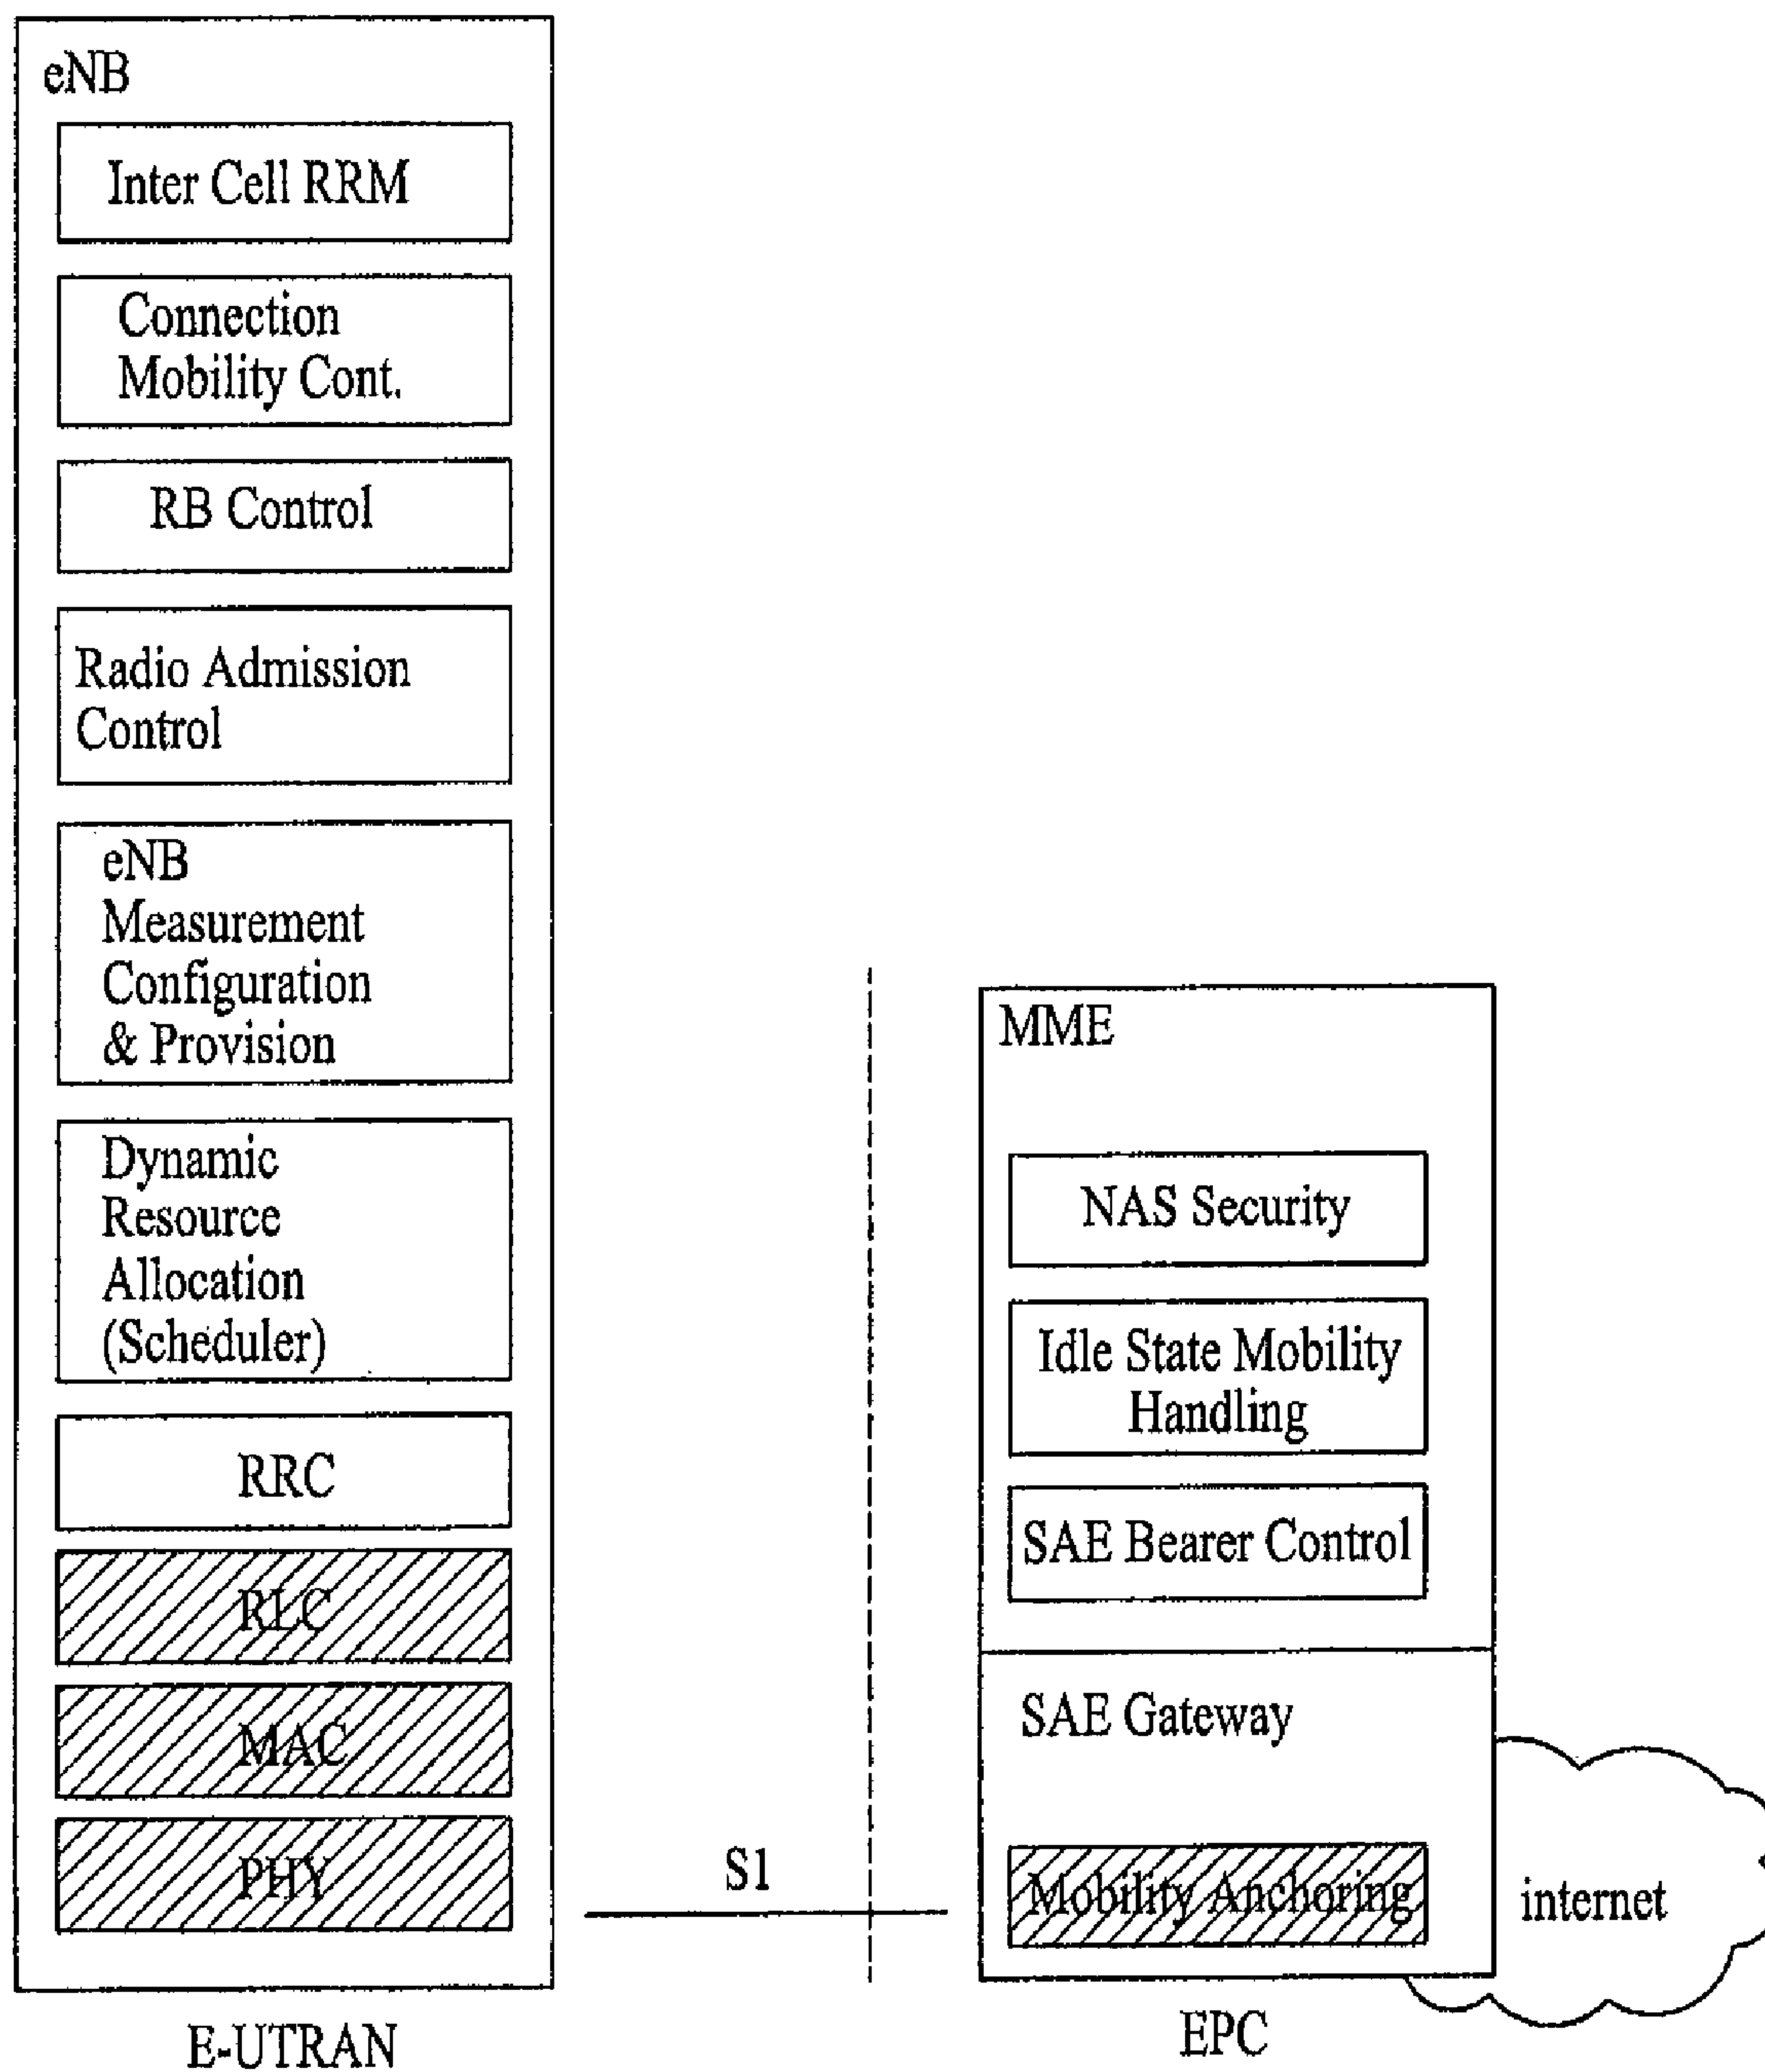 eNB
Inter Cell RRM
Connection
Mobility Cont.
RB Control
Radio Admission
Control
eNB
Measurement
Configuration
& Provision
Dynamic
Resource
Allocation
(Scheduler)
RRC
RLC
MAC
PHY
E-UTRAN
S1
MME
NAS Security
Idle State Mobility
Handling
SAE Bearer Control
SAE Gateway
Mobility Anchoring
internet
EPC